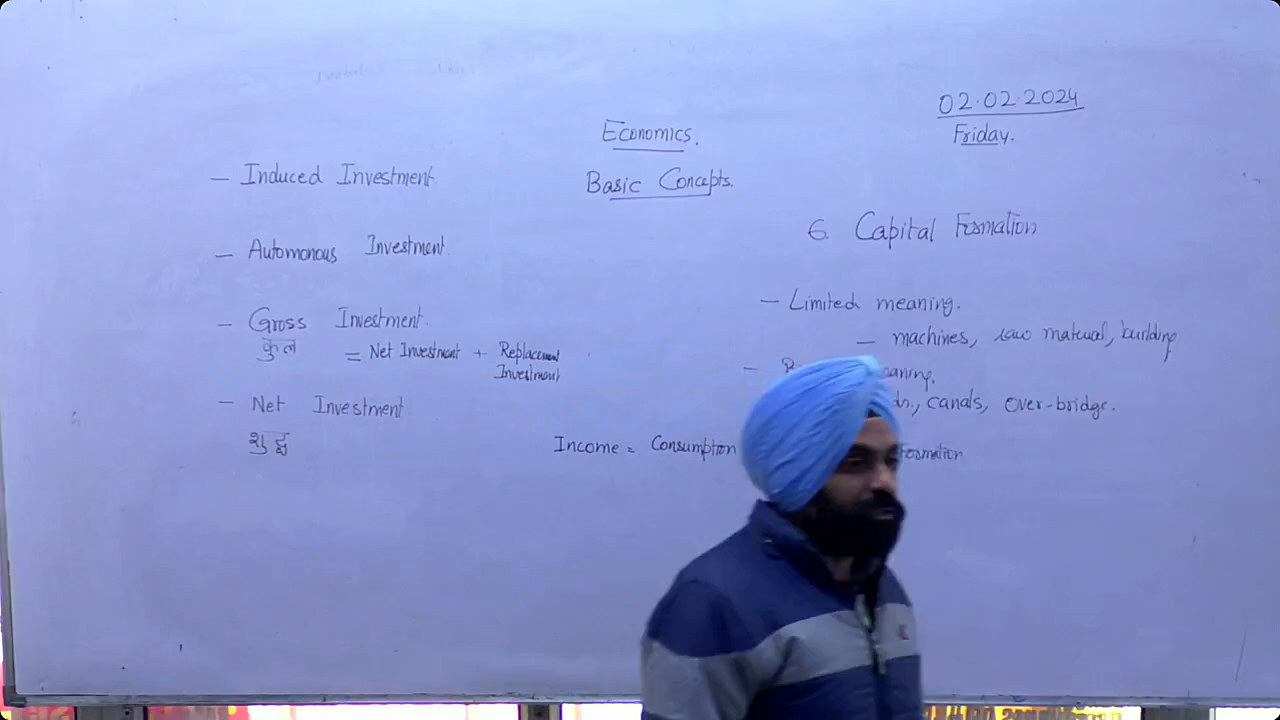 02.02.2024
Friday.
Economics.
Basic Concepts.
– Induced Investment.
– Automonous Investment.
– Gross Investment.
कुल
= Net Investment + Replacement Investment
– Net Investment.
शुद्ध
6. Capital Formation
– Limited meaning.
– machines, raw material, building
–
canals, over-bridge.
Income = Consumption
Formation